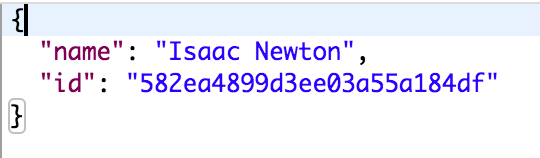 {
"name": "Isaac Newton",
"id": "582ea4899d3ee03a55a184df"
}